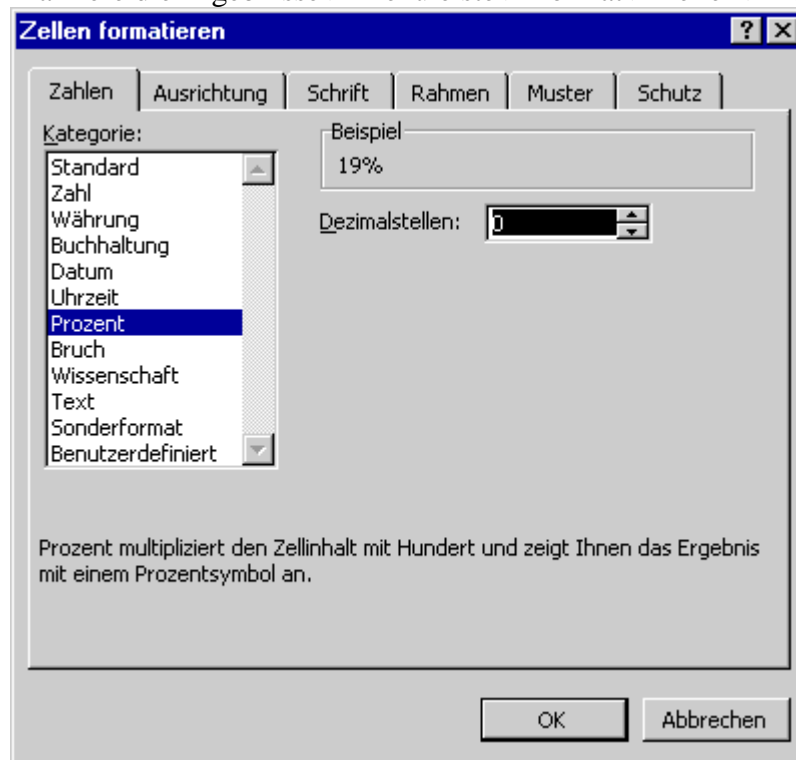 Zellen formatieren
Zahlen Ausrichtung Schrift Rahmen Muster Schutz
Kategorie:
Standard
Zahl
Währung
Buchhaltung
Datum
Uhrzeit
Prozent
Bruch
Wissenschaft
Text
Sonderformat
Benutzerdefiniert
Beispiel
19%
Dezimalstellen: 0
Prozent multipliziert den Zellinhalt mit Hundert und zeigt Ihnen das Ergebnis
mit einem Prozentsymbol an.
OK Abbrechen